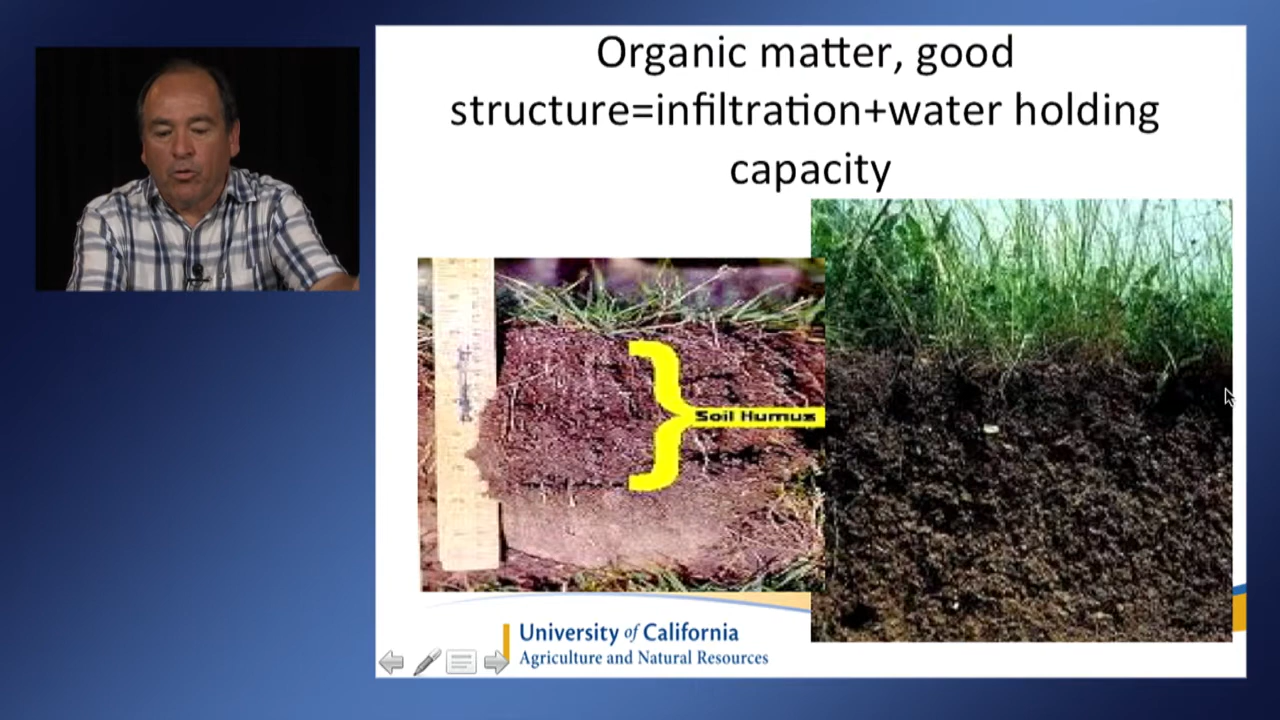 Organic matter, good
structure=infiltration+water holding
capacity
Soil Humus
University of California
Agriculture and Natural Resources